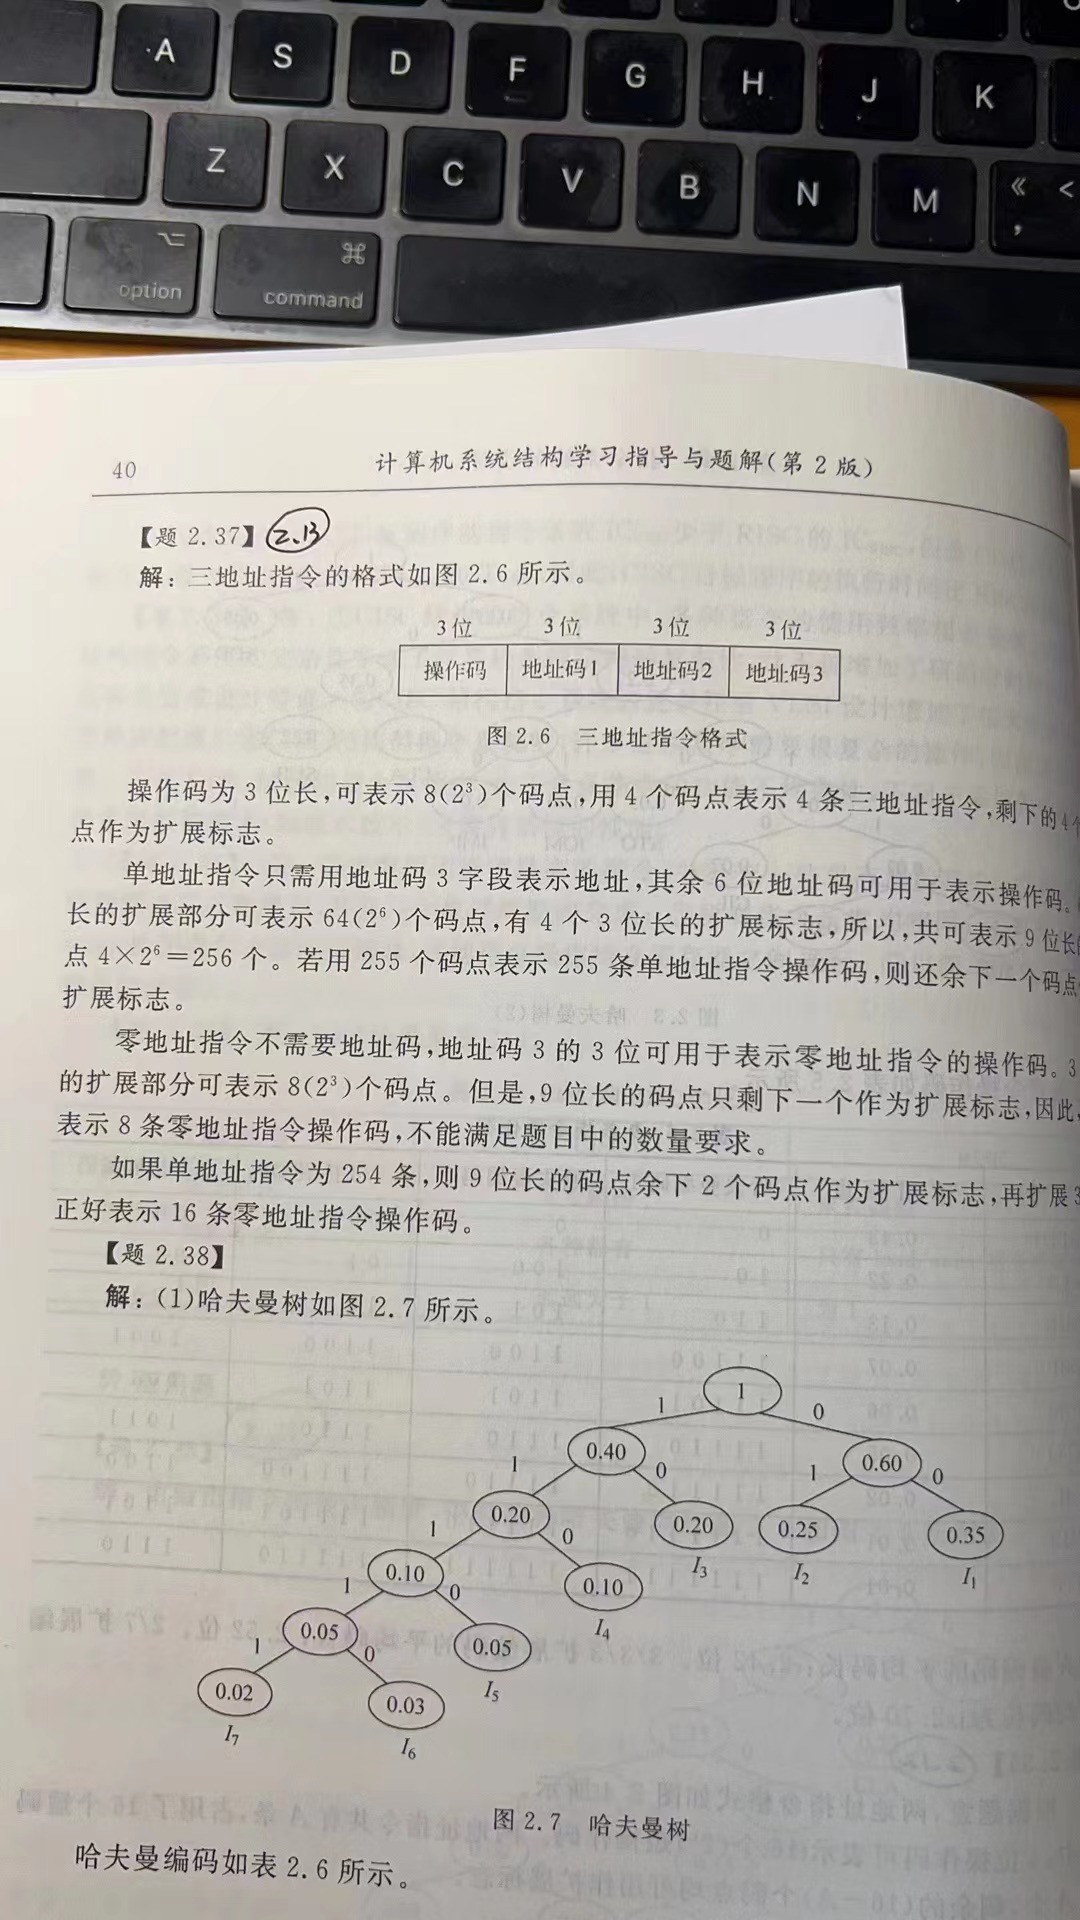 A S D F G H J K
Z X C V B N M « <
,
option command
40 计算机系统结构学习指导与题解(第2版)
【题2.37】 2.13
解:三地址指令的格式如图2.6所示。
3位 3位 3位 3位
操作码 地址码1 地址码2 地址码3
图2.6 三地址指令格式
操作码为3位长,可表示8(2³)个码点,用4个码点表示4条三地址指令,剩下的4个
点作为扩展标志。
单地址指令只需用地址码3字段表示地址,其余6位地址码可用于表示操作码。
长的扩展部分可表示64(2⁶)个码点,有4个3位长的扩展标志,所以,共可表示9位长
点4×2⁶=256个。若用255个码点表示255条单地址指令操作码,则还余下一个码点
扩展标志。
零地址指令不需要地址码,地址码3的3位可用于表示零地址指令的操作码。3
的扩展部分可表示8(2³)个码点。但是,9位长的码点只剩下一个作为扩展标志,因此,
表示8条零地址指令操作码,不能满足题目中的数量要求。
如果单地址指令为254条,则9位长的码点余下2个码点作为扩展标志,再扩展3
正好表示16条零地址指令操作码。
【题2.38】
解:(1)哈夫曼树如图2.7所示。
1
1 0
0.40 0.60
1 0 1 0
0.20 0.20 0.25 0.35
I₃ I₂ I₁
1 0
0.10 0.10
I₄
1 0
0.05 0.05
I₅
1 0
0.02 0.03
I₇ I₆
图2.7 哈夫曼树
哈夫曼编码如表2.6所示。